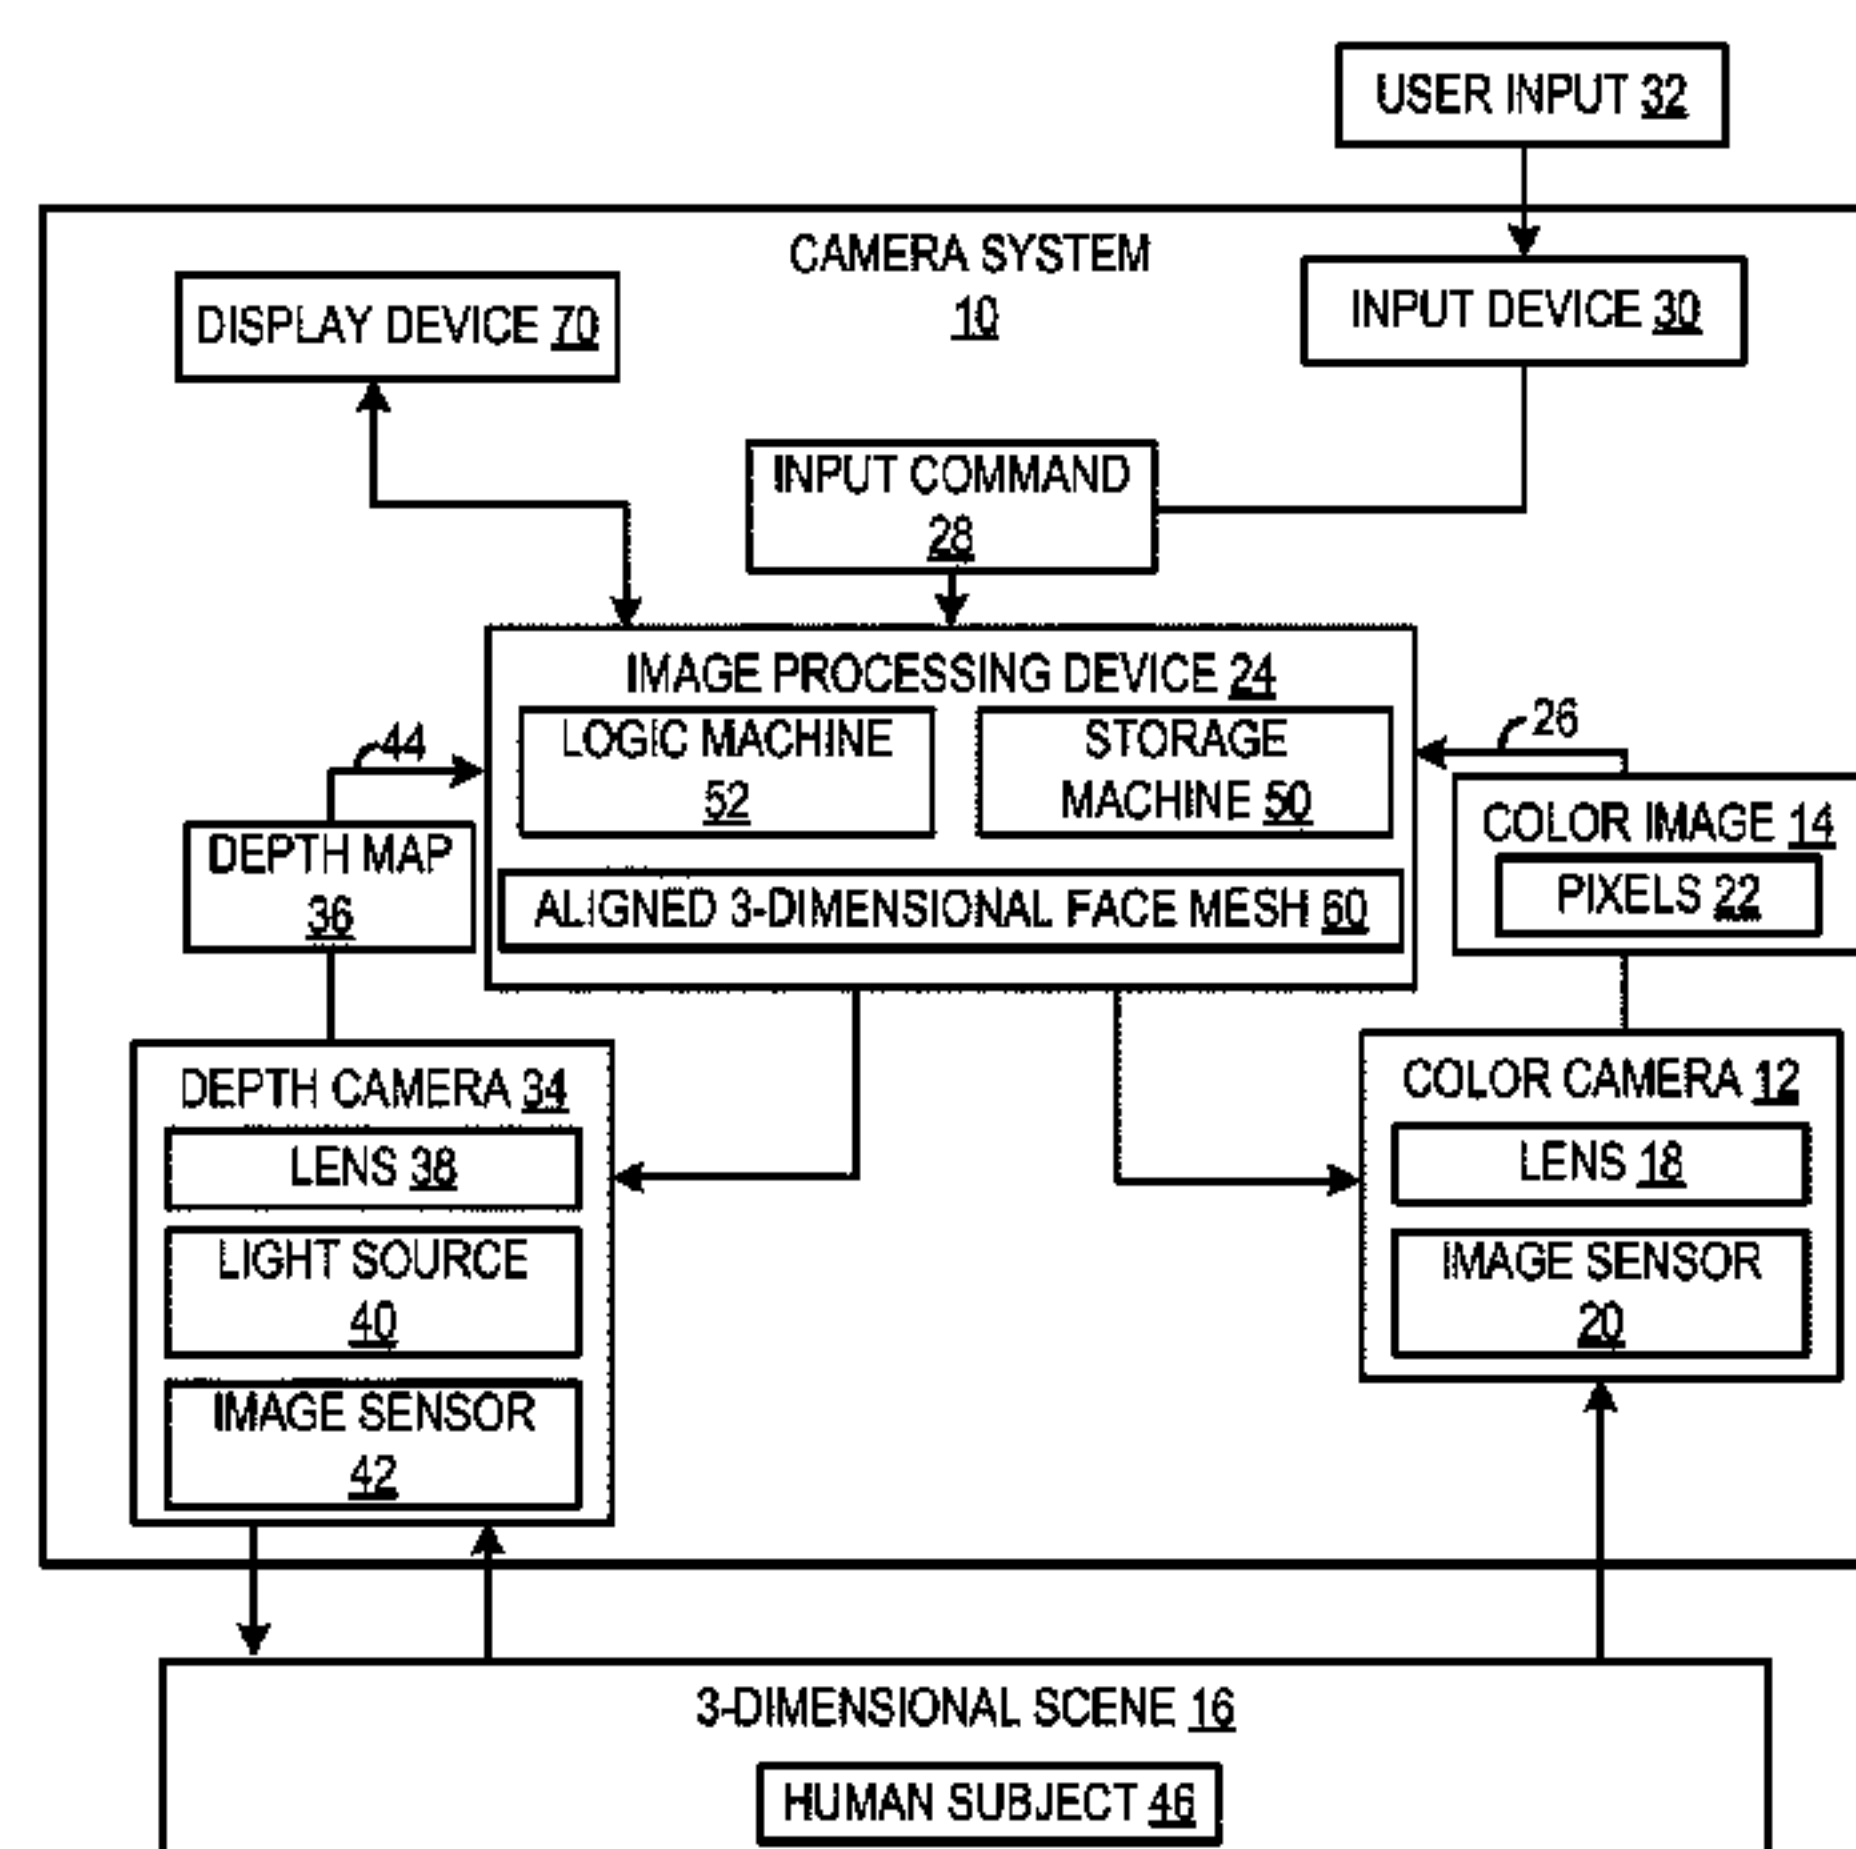 USER INPUT 32
CAMERA SYSTEM
10
DISPLAY DEVICE 70
INPUT DEVICE 30
INPUT COMMAND
28
IMAGE PROCESSING DEVICE 24
LOGIC MACHINE
52
STORAGE
MACHINE 50
ALIGNED 3-DIMENSIONAL FACE MESH 60
44
26
DEPTH MAP
36
COLOR IMAGE 14
PIXELS 22
DEPTH CAMERA 34
LENS 38
LIGHT SOURCE
40
IMAGE SENSOR
42
COLOR CAMERA 12
LENS 18
IMAGE SENSOR
20
3-DIMENSIONAL SCENE 16
HUMAN SUBJECT 46